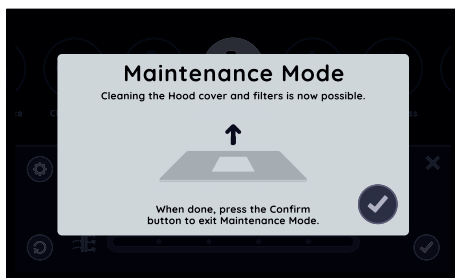 Maintenance Mode
Cleaning the Hood cover and filters is now possible.
When done, press the Confirm
button to exit Maintenance Mode.